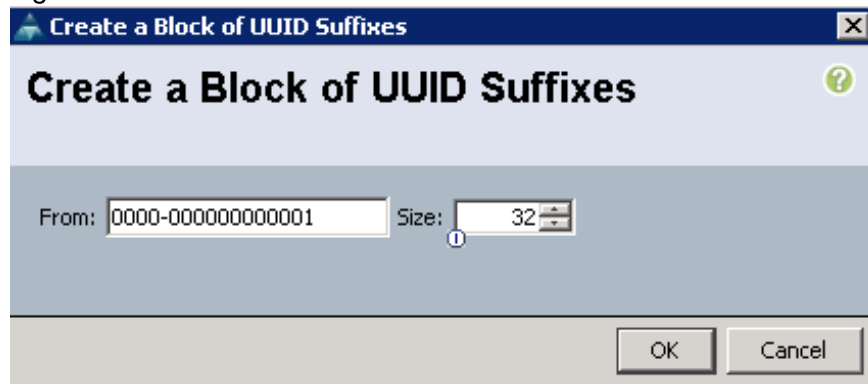 Create a Block of UUID Suffixes
Create a Block of UUID Suffixes
From: 0000-000000000001 Size: 32
OK Cancel